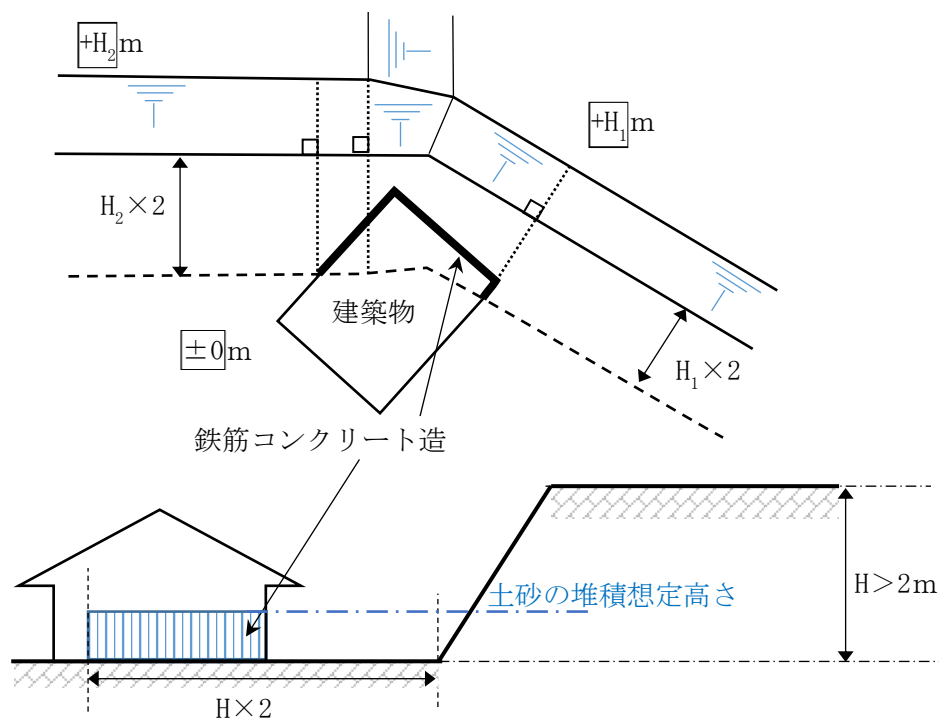 +H₂m
+H₁m
H₂×2
建築物
±0m
H₁×2
鉄筋コンクリート造
土砂の堆積想定高さ
H＞2m
H×2